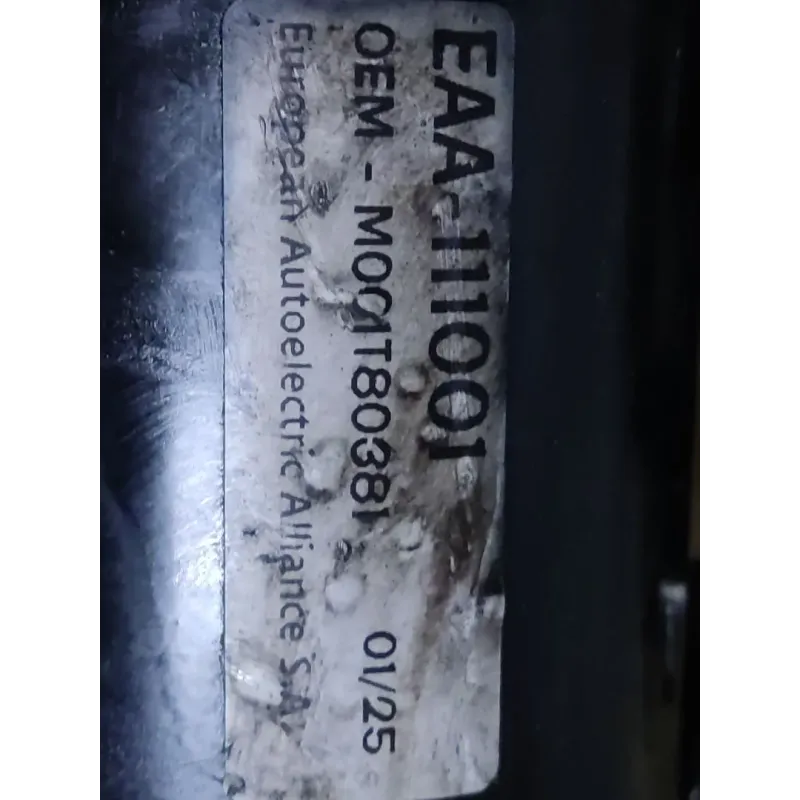 EAA-111001
OEM - M001T80381 01/25
European Autoelectric Alliance S.A.